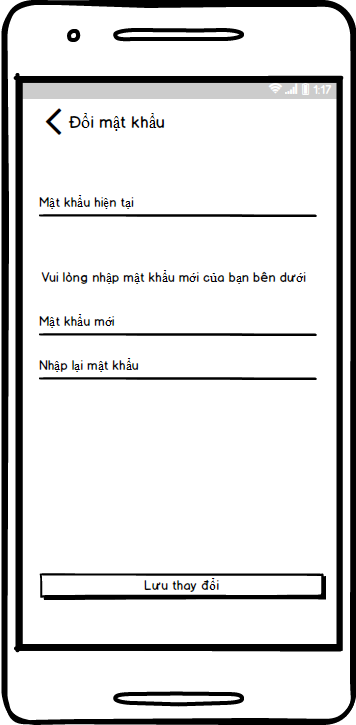 1:17
Đổi mật khẩu
Mật khẩu hiện tại
Vui lòng nhập mật khẩu mới của bạn bên dưới
Mật khẩu mới
Nhập lại mật khẩu
Lưu thay đổi